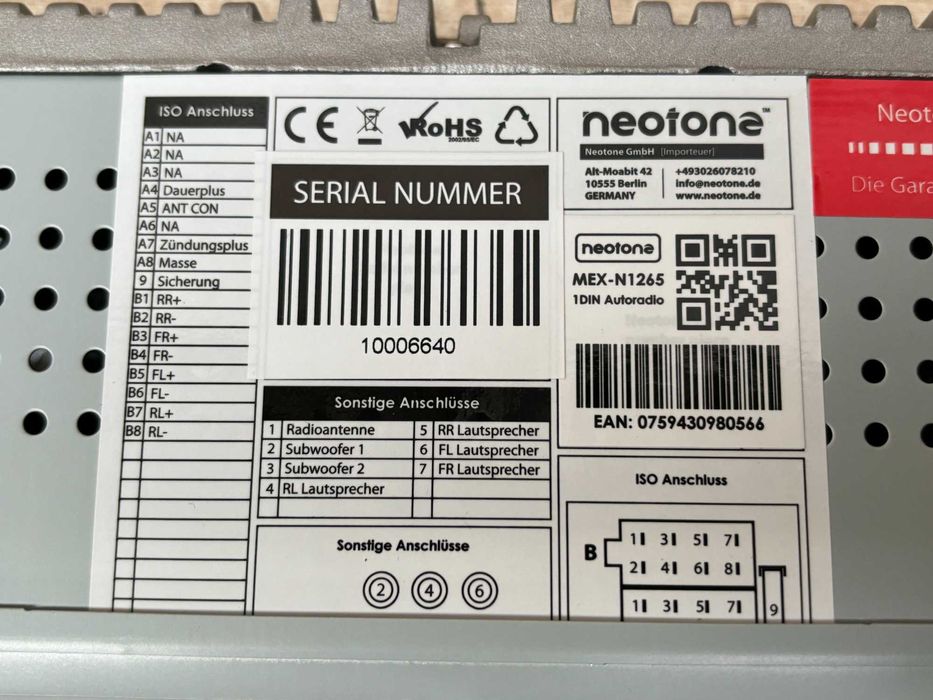 ISO Anschluss
A1 NA
A2 NA
A3 NA
A4 Dauerplus
A5 ANT CON
A6 NA
A7 Zündungsplus
A8 Masse
9 Sicherung
B1 RR+
B2 RR-
B3 FR+
B4 FR-
B5 FL+
B6 FL-
B7 RL+
B8 RL-
CE
RoHS
2002/95/EC
SERIAL NUMMER
10006640
Sonstige Anschlüsse
1 Radioantenne 5 RR Lautsprecher
2 Subwoofer 1 6 FL Lautsprecher
3 Subwoofer 2 7 FR Lautsprecher
4 RL Lautsprecher
Sonstige Anschlüsse
2 4 6
neotone™
Neotone GmbH [Importeuer]
Alt-Moabit 42 +493026078210
10555 Berlin info@neotone.de
GERMANY www.neotone.de
neotone
MEX-N1265
1DIN Autoradio
EAN: 0759430980566
ISO Anschluss
B
1 3 5 7
2 4 6 8
1 3 5 7
9
Die